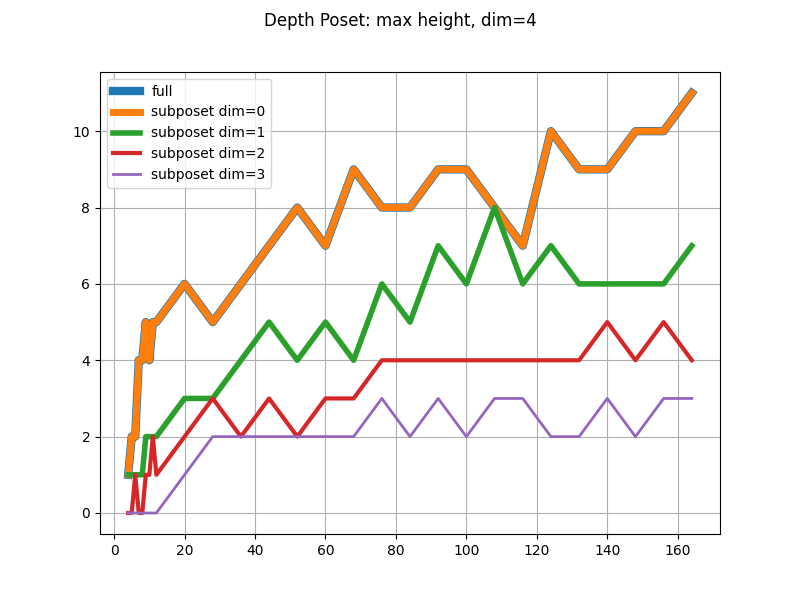 Depth Poset: max height, dim=4
full
subposet dim=0
subposet dim=1
subposet dim=2
subposet dim=3
10
8
6
4
2
0
0 20 40 60 80 100 120 140 160